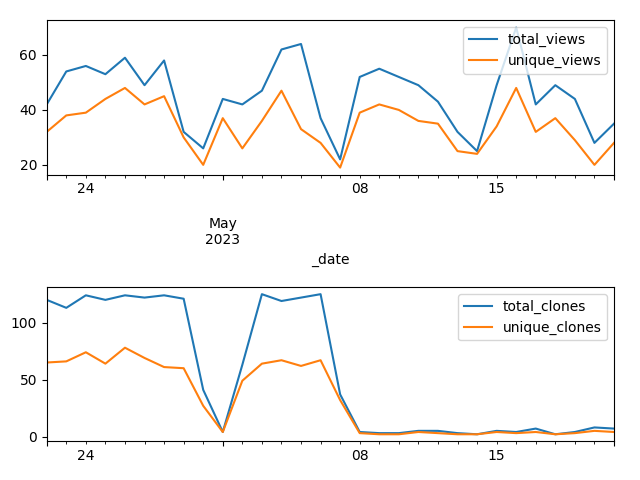 60
40
20
total_views
unique_views
24
08
15
May
2023
_date
100
50
0
total_clones
unique_clones
24
08
15